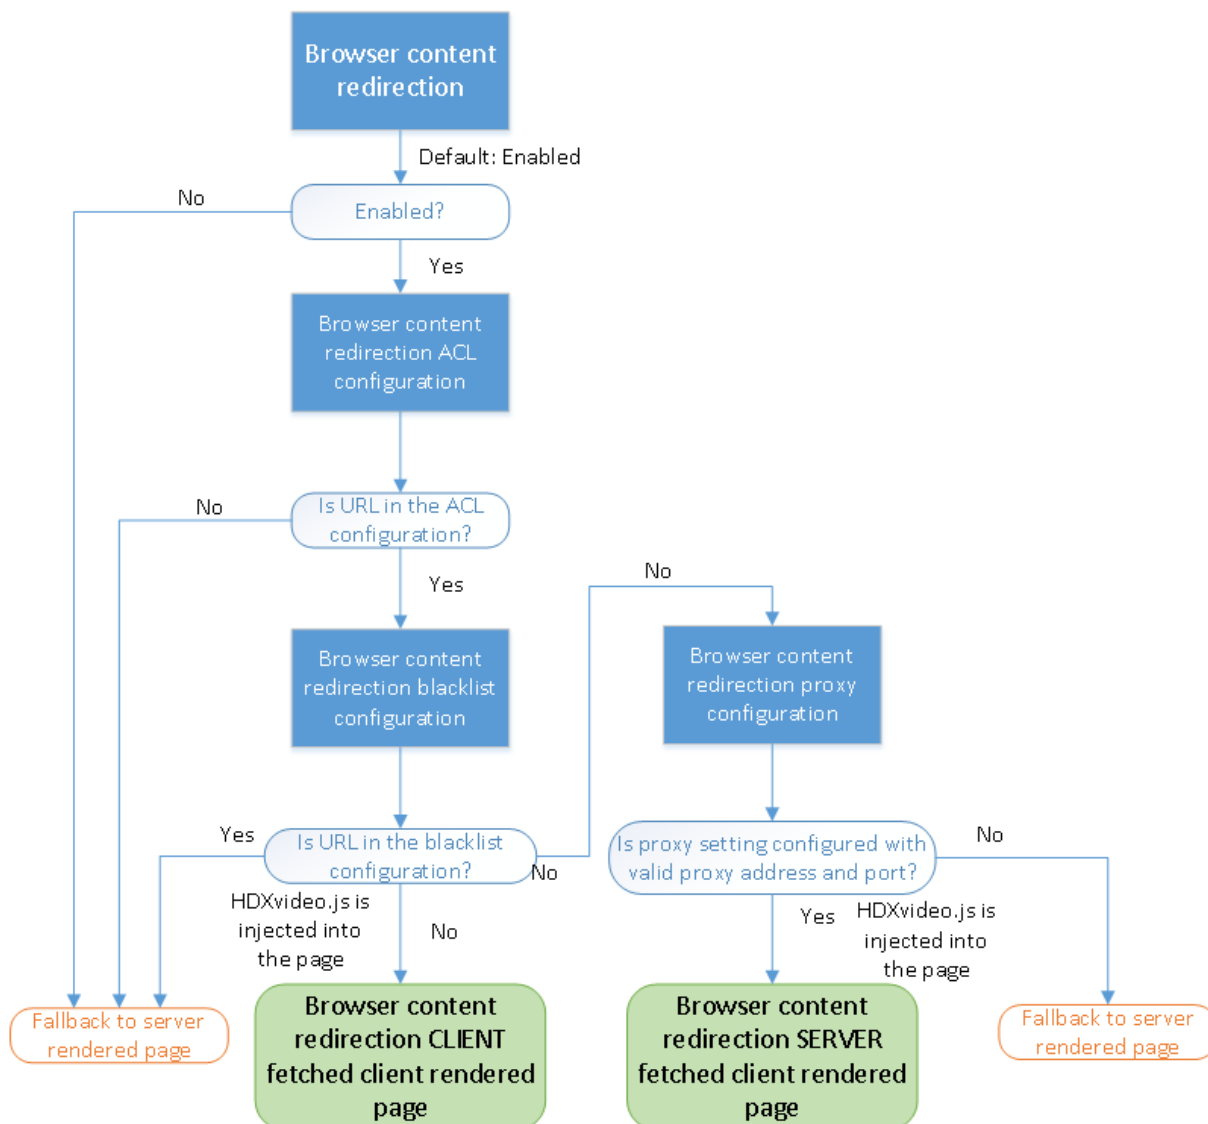 Browser content
redirection
Default: Enabled
No
Enabled?
Yes
Browser content
redirection ACL
configuration
No
Is URL in the ACL
configuration?
Yes
No
Browser content
redirection blacklist
configuration
Browser content
redirection proxy
configuration
Yes
Is URL in the blacklist
configuration?
No
Is proxy setting configured with
valid proxy address and port?
No
HDXvideo.js is
injected into
the page
No
Yes
HDXvideo.js is
injected into
the page
Fallback to server
rendered page
Browser content
redirection CLIENT
fetched client rendered
page
Browser content
redirection SERVER
fetched client rendered
page
Fallback to server
rendered page